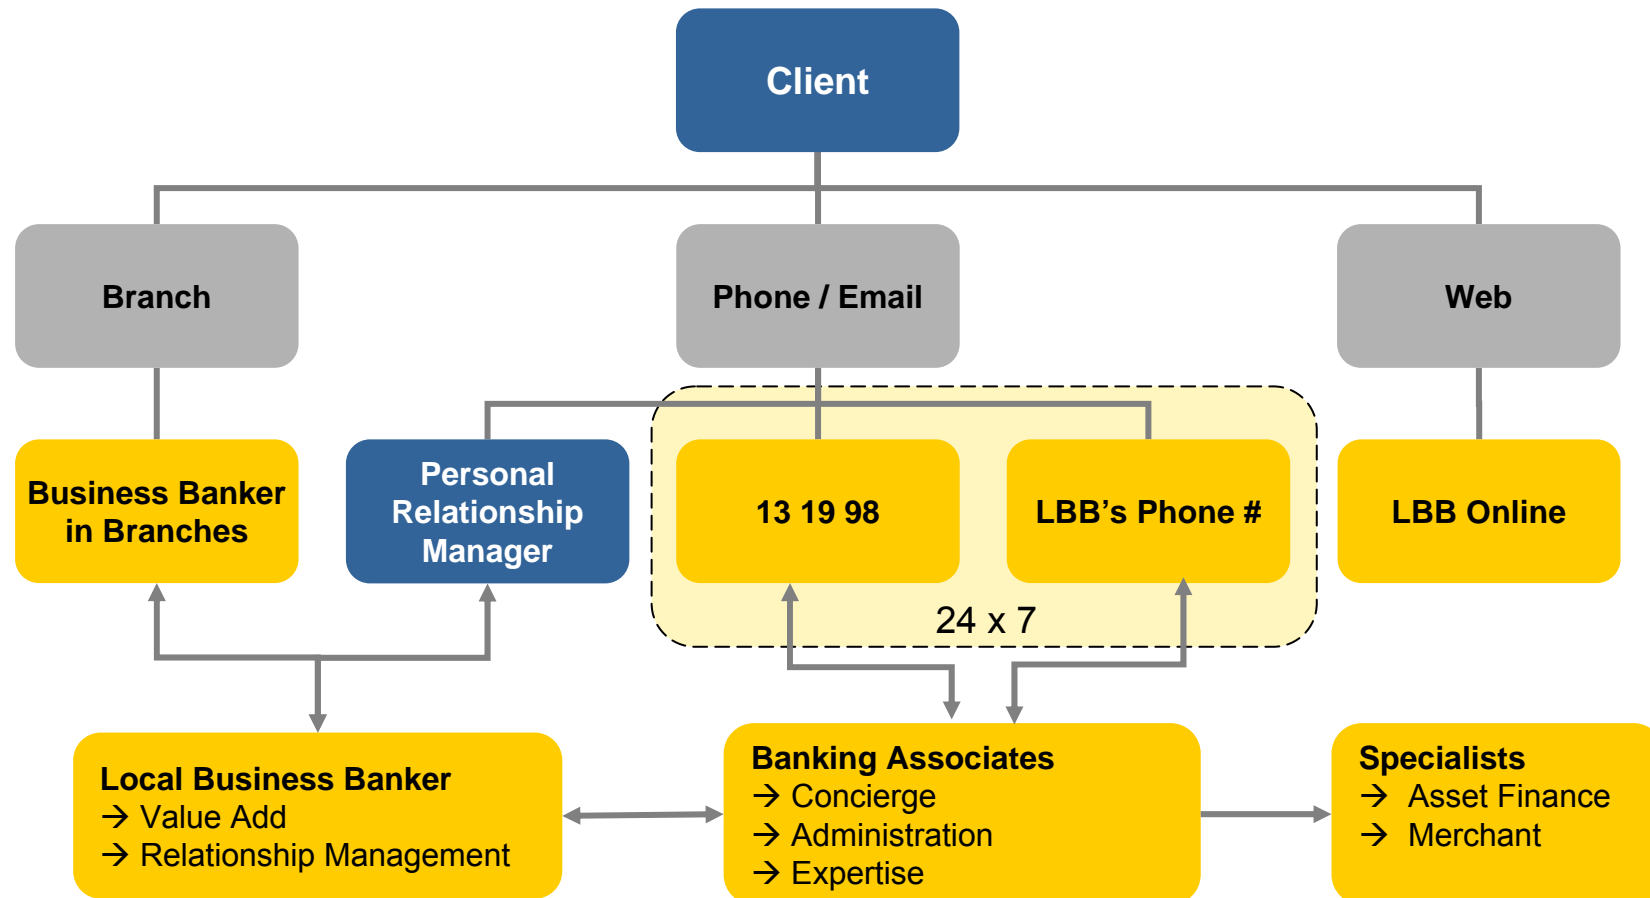 Client
Branch
Phone / Email
Web
Business Banker
in Branches
Personal
Relationship
Manager
13 19 98
LBB’s Phone #
LBB Online
24 x 7
Local Business Banker
→ Value Add
→ Relationship Management
Banking Associates
→ Concierge
→ Administration
→ Expertise
Specialists
→ Asset Finance
→ Merchant